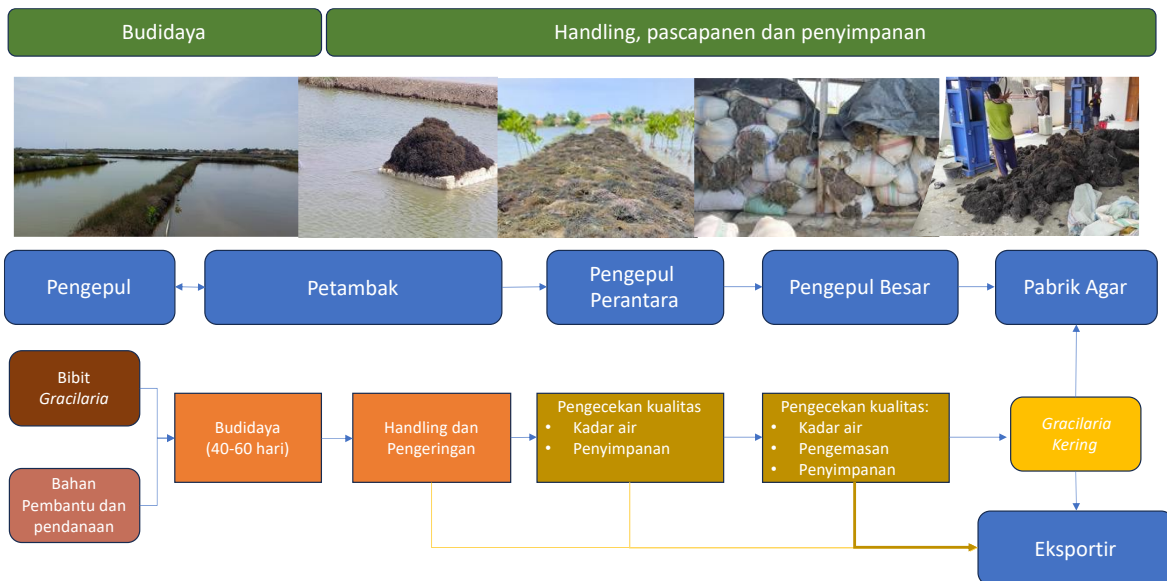 Budidaya
Handling, pascapanen dan penyimpanan
Pengepul
Petambak
Pengepul
Perantara
Pengepul Besar
Pabrik Agar
Bibit
Gracilaria
Bahan
Pembantu dan
pendanaan
Budidaya
(40-60 hari)
Handling dan
Pengeringan
Pengecekan kualitas
• Kadar air
• Penyimpanan
Pengecekan kualitas:
• Kadar air
• Pengemasan
• Penyimpanan
Gracilaria
Kering
Eksportir